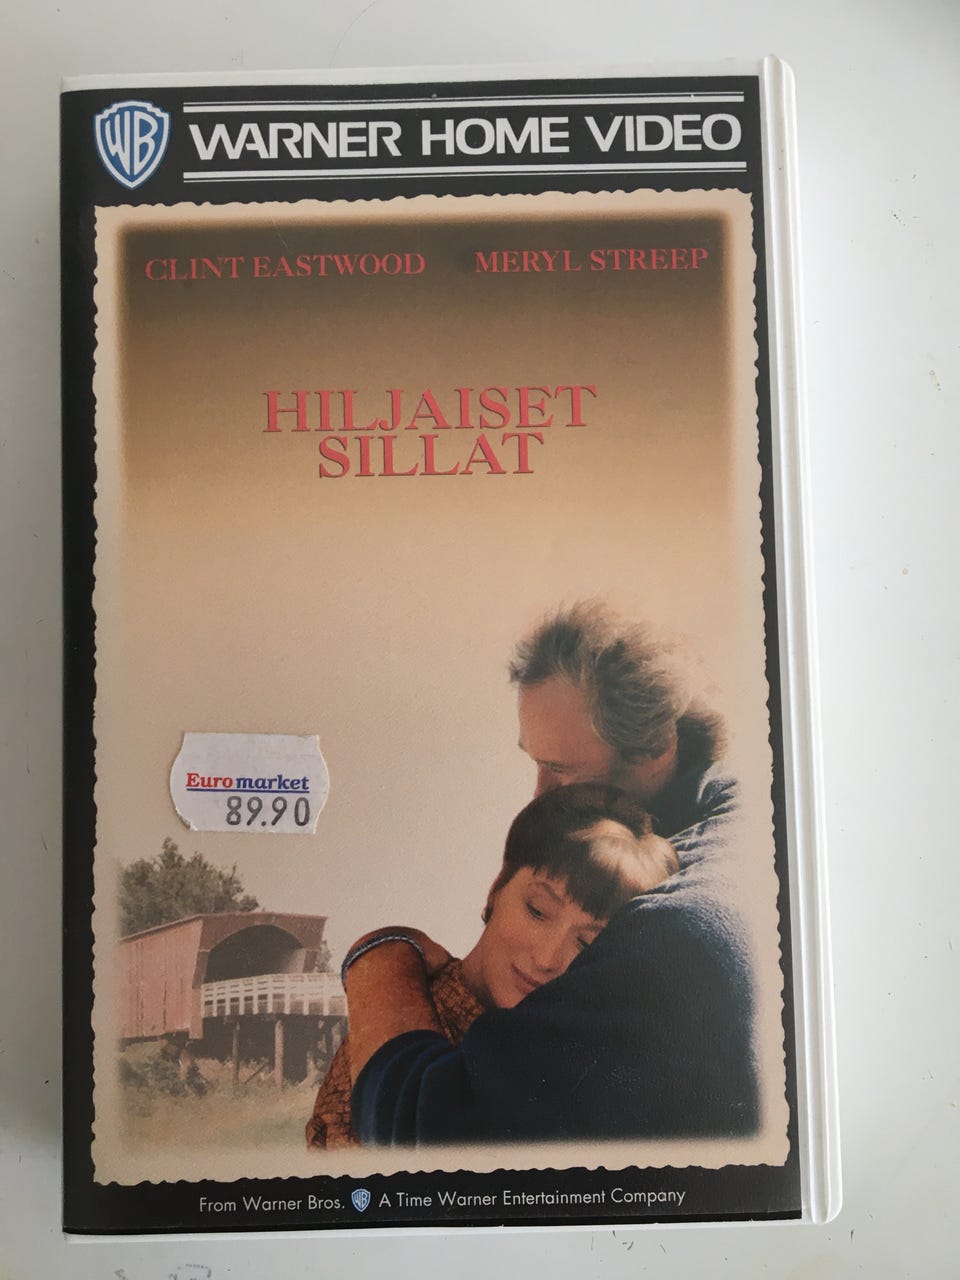 WB WARNER HOME VIDEO
CLINT EASTWOOD MERYL STREEP
HILJAISET
SILLAT
Euromarket
89.90
From Warner Bros. WB A Time Warner Entertainment Company